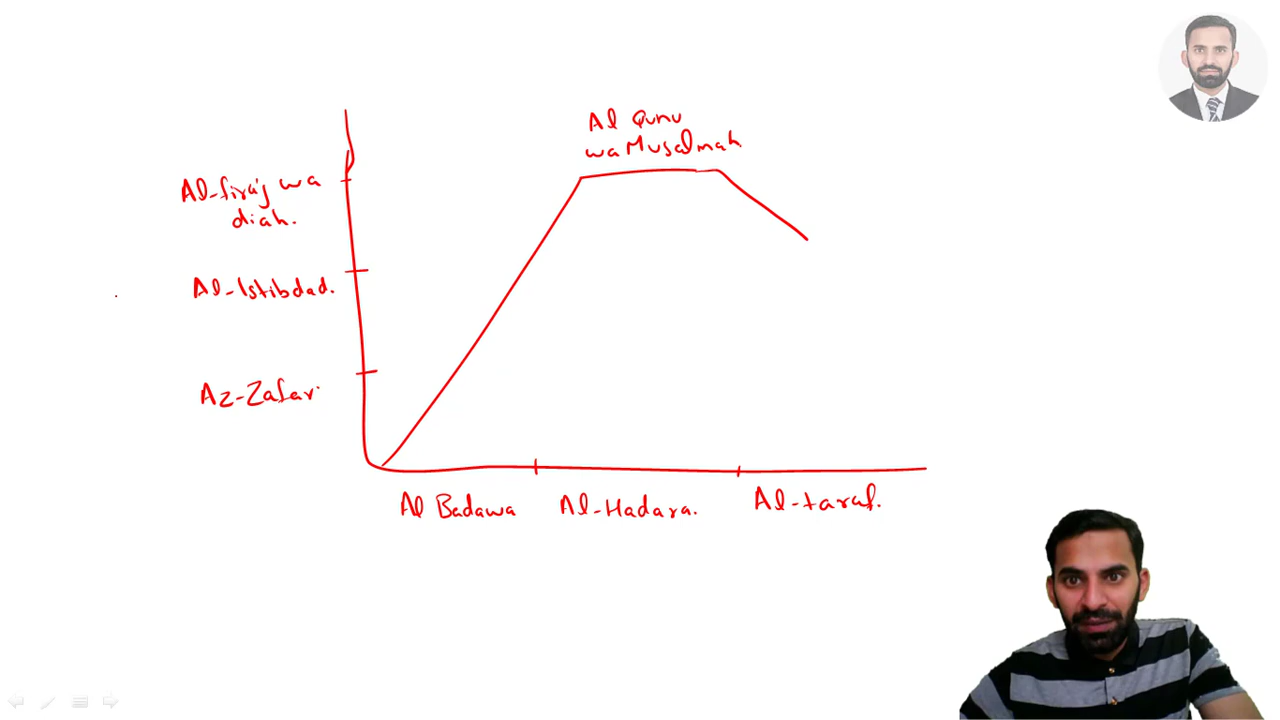 Al Qunu
wa Musalmah
Al-firaj wa
diah.
Al-Istibdad.
Az-Zafar
Al Badawa
Al-Hadara.
Al-taraf.